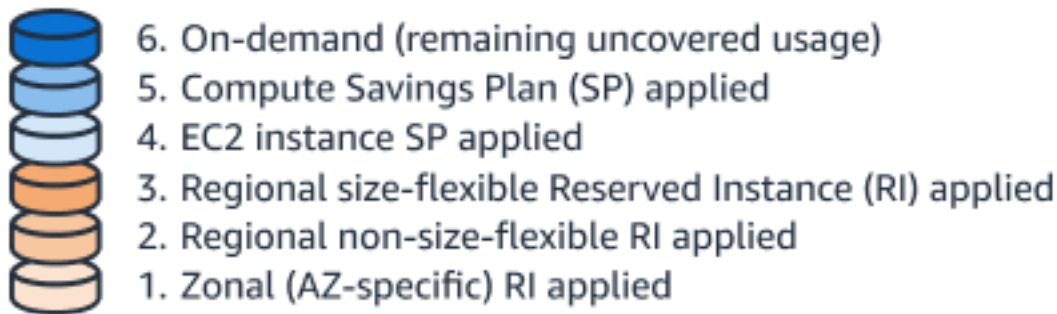 6. On-demand (remaining uncovered usage)
5. Compute Savings Plan (SP) applied
4. EC2 instance SP applied
3. Regional size-flexible Reserved Instance (RI) applied
2. Regional non-size-flexible RI applied
1. Zonal (AZ-specific) RI applied